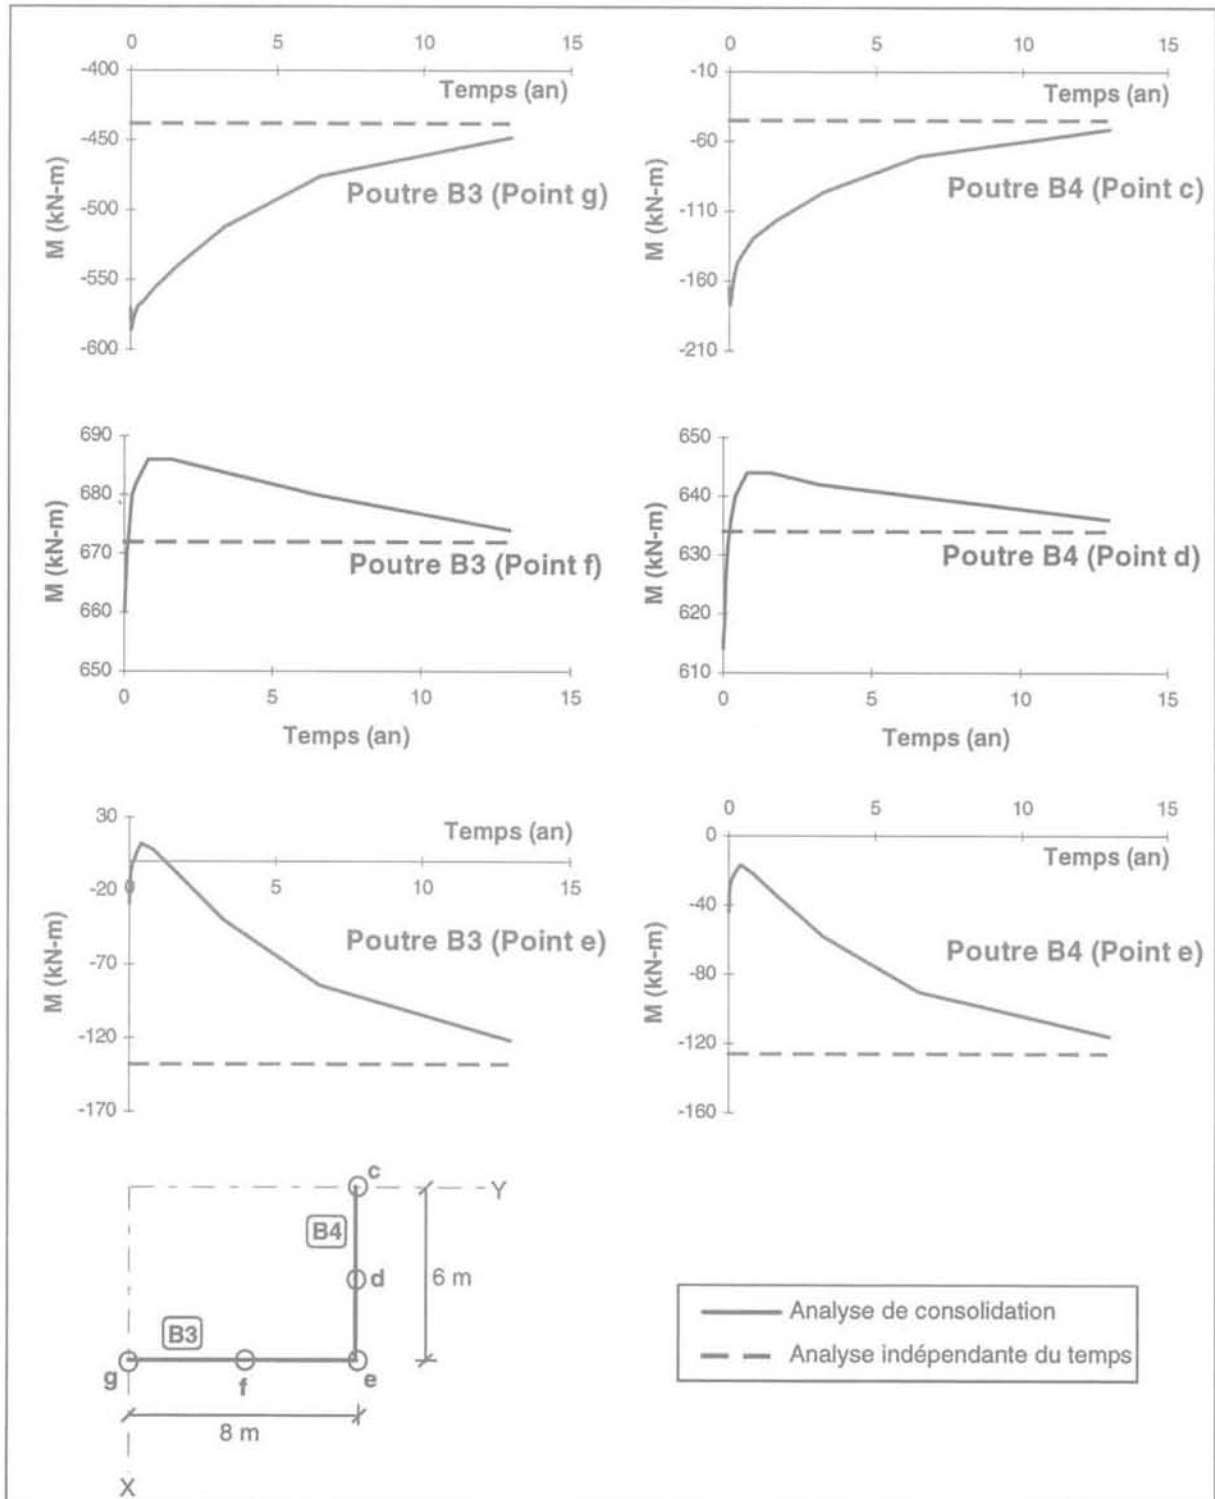 0 5 10 15
-400
Temps (an)
-450
-500
-550
-600
M (kN-m)
Poutre B3 (Point g)
0 5 10 15
-10
Temps (an)
-60
-110
-160
-210
M (kN-m)
Poutre B4 (Point c)
690
680
670
660
650
M (kN-m)
Poutre B3 (Point f)
0 5 10 15
Temps (an)
650
640
630
620
610
M (kN-m)
Poutre B4 (Point d)
0 5 10 15
Temps (an)
30
-20
-70
-120
-170
M (kN-m)
Temps (an)
0 5 10 15
Poutre B3 (Point e)
0 5 10 15
0
Temps (an)
-40
-80
-120
-160
M (kN-m)
Poutre B4 (Point e)
c
Y
B4
d
6 m
B3
g
f
e
8 m
X
Analyse de consolidation
Analyse indépendante du temps